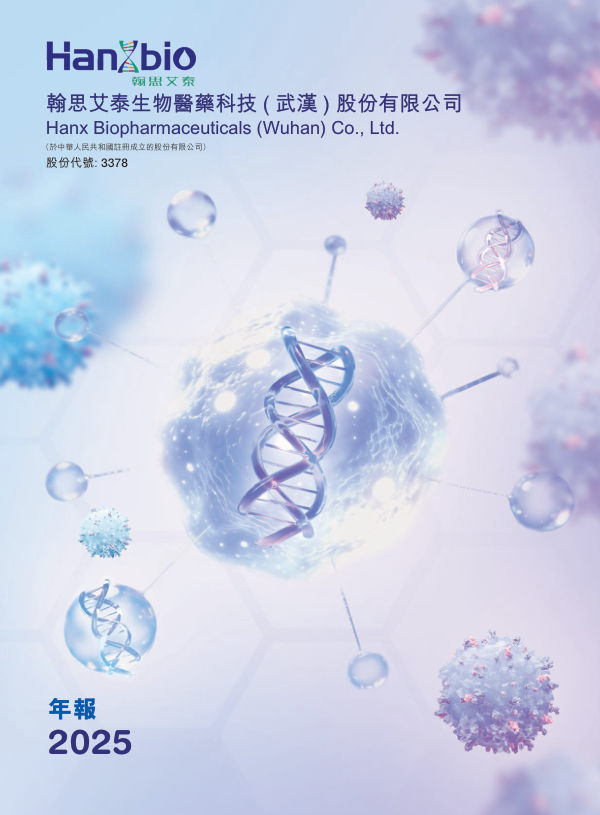 Hanxbio
翰思艾泰
翰思艾泰生物醫藥科技(武漢)股份有限公司
Hanx Biopharmaceuticals (Wuhan) Co., Ltd.
(於中華人民共和國註冊成立的股份有限公司)
股份代號: 3378
年報
2025